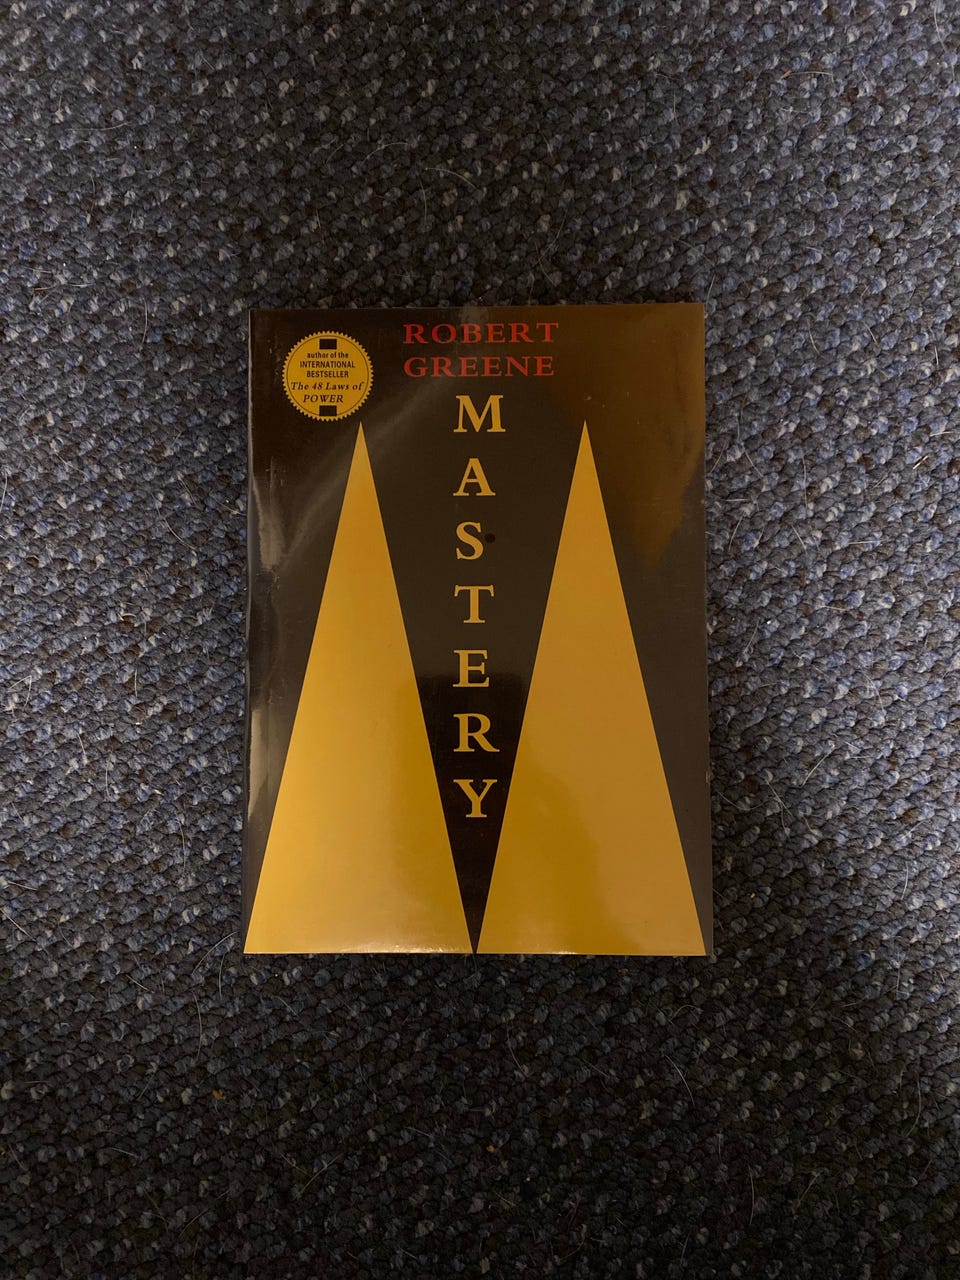 ROBERT
GREENE
author of the
INTERNATIONAL
BESTSELLER
The 48 Laws of
POWER
M
A
S
T
E
R
Y